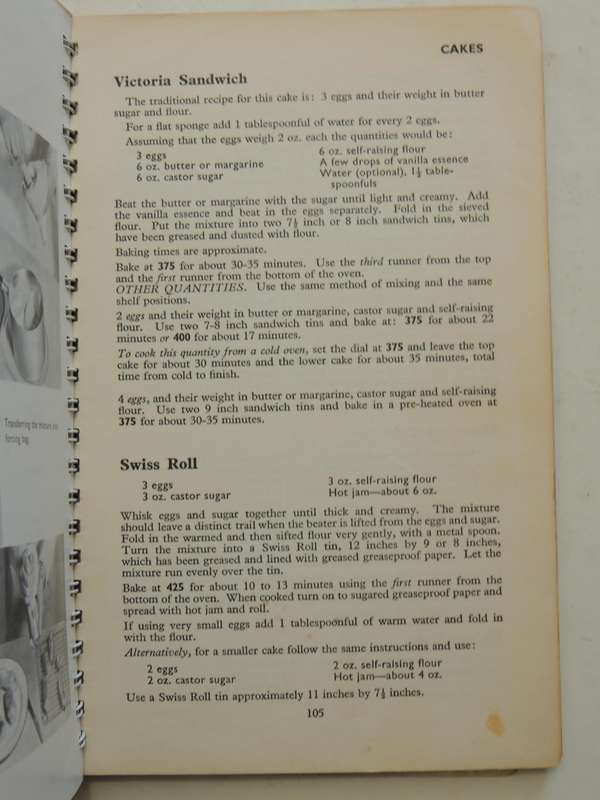 CAKES
Victoria Sandwich
The traditional recipe for this cake is: 3 eggs and their weight in butter
sugar and flour.
For a flat sponge add 1 tablespoonful of water for every 2 eggs.
Assuming that the eggs weigh 2 oz. each the quantities would be:
3 eggs
6 oz. butter or margarine
6 oz. castor sugar
6 oz. self-raising flour
A few drops of vanilla essence
Water (optional), 1½ table-
spoonfuls
Beat the butter or margarine with the sugar until light and creamy. Add
the vanilla essence and beat in the eggs separately. Fold in the sieved
flour. Put the mixture into two 7½ inch or 8 inch sandwich tins, which
have been greased and dusted with flour.
Baking times are approximate.
Bake at 375 for about 30-35 minutes. Use the third runner from the top
and the first runner from the bottom of the oven.
OTHER QUANTITIES. Use the same method of mixing and the same
shelf positions.
2 eggs and their weight in butter or margarine, castor sugar and self-raising
flour. Use two 7-8 inch sandwich tins and bake at: 375 for about 22
minutes or 400 for about 17 minutes.
To cook this quantity from a cold oven, set the dial at 375 and leave the top
cake for about 30 minutes and the lower cake for about 35 minutes, total
time from cold to finish.
4 eggs, and their weight in butter or margarine, castor sugar and self-raising
flour. Use two 9 inch sandwich tins and bake in a pre-heated oven at
375 for about 30-35 minutes.
Swiss Roll
3 eggs
3 oz. castor sugar
3 oz. self-raising flour
Hot jam—about 6 oz.
Whisk eggs and sugar together until thick and creamy. The mixture
should leave a distinct trail when the beater is lifted from the eggs and sugar.
Fold in the warmed and then sifted flour very gently, with a metal spoon.
Turn the mixture into a Swiss Roll tin, 12 inches by 9 or 8 inches,
which has been greased and lined with greased greaseproof paper. Let the
mixture run evenly over the tin.
Bake at 425 for about 10 to 13 minutes using the first runner from the
bottom of the oven. When cooked turn on to sugared greaseproof paper and
spread with hot jam and roll.
If using very small eggs add 1 tablespoonful of warm water and fold in
with the flour.
Alternatively, for a smaller cake follow the same instructions and use:
2 eggs
2 oz. castor sugar
2 oz. self-raising flour
Hot jam—about 4 oz.
Use a Swiss Roll tin approximately 11 inches by 7½ inches.
105
Transferring the mixture into
forcing bag.